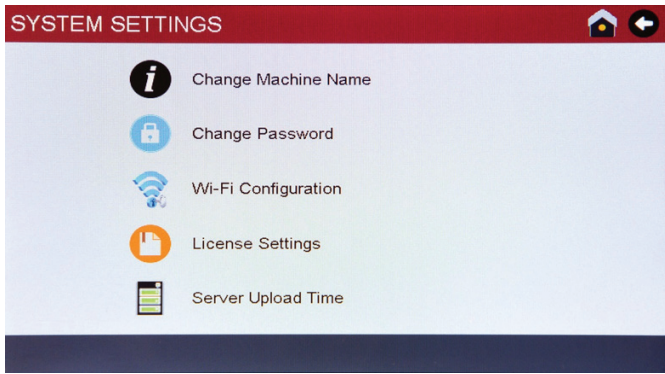 SYSTEM SETTINGS
Change Machine Name
Change Password
Wi-Fi Configuration
License Settings
Server Upload Time